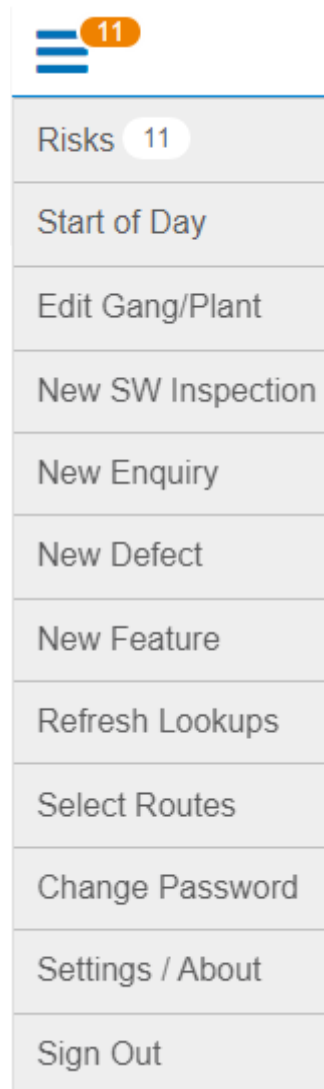 11
Risks 11
Start of Day
Edit Gang/Plant
New SW Inspection
New Enquiry
New Defect
New Feature
Refresh Lookups
Select Routes
Change Password
Settings / About
Sign Out